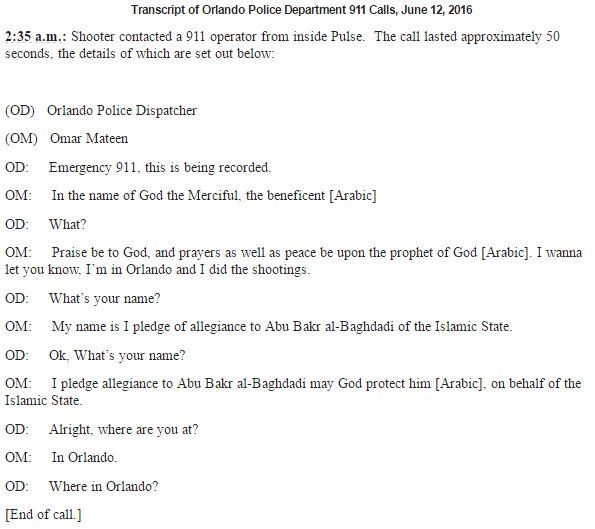 Transcript of Orlando Police Department 911 Calls, June 12, 2016
2:35 a.m.: Shooter contacted a 911 operator from inside Pulse. The call lasted approximately 50
seconds, the details of which are set out below:
(OD) Orlando Police Dispatcher
(OM) Omar Mateen
OD: Emergency 911, this is being recorded.
OM: In the name of God the Merciful, the beneficent [Arabic]
OD: What?
OM: Praise be to God, and prayers as well as peace be upon the prophet of God [Arabic]. I wanna
let you know, I'm in Orlando and I did the shootings.
OD: What's your name?
OM: My name is I pledge of allegiance to Abu Bakr al-Baghdadi of the Islamic State.
OD: Ok, What's your name?
OM: I pledge allegiance to Abu Bakr al-Baghdadi may God protect him [Arabic], on behalf of the
Islamic State.
OD: Alright, where are you at?
OM: In Orlando.
OD: Where in Orlando?
[End of call.]